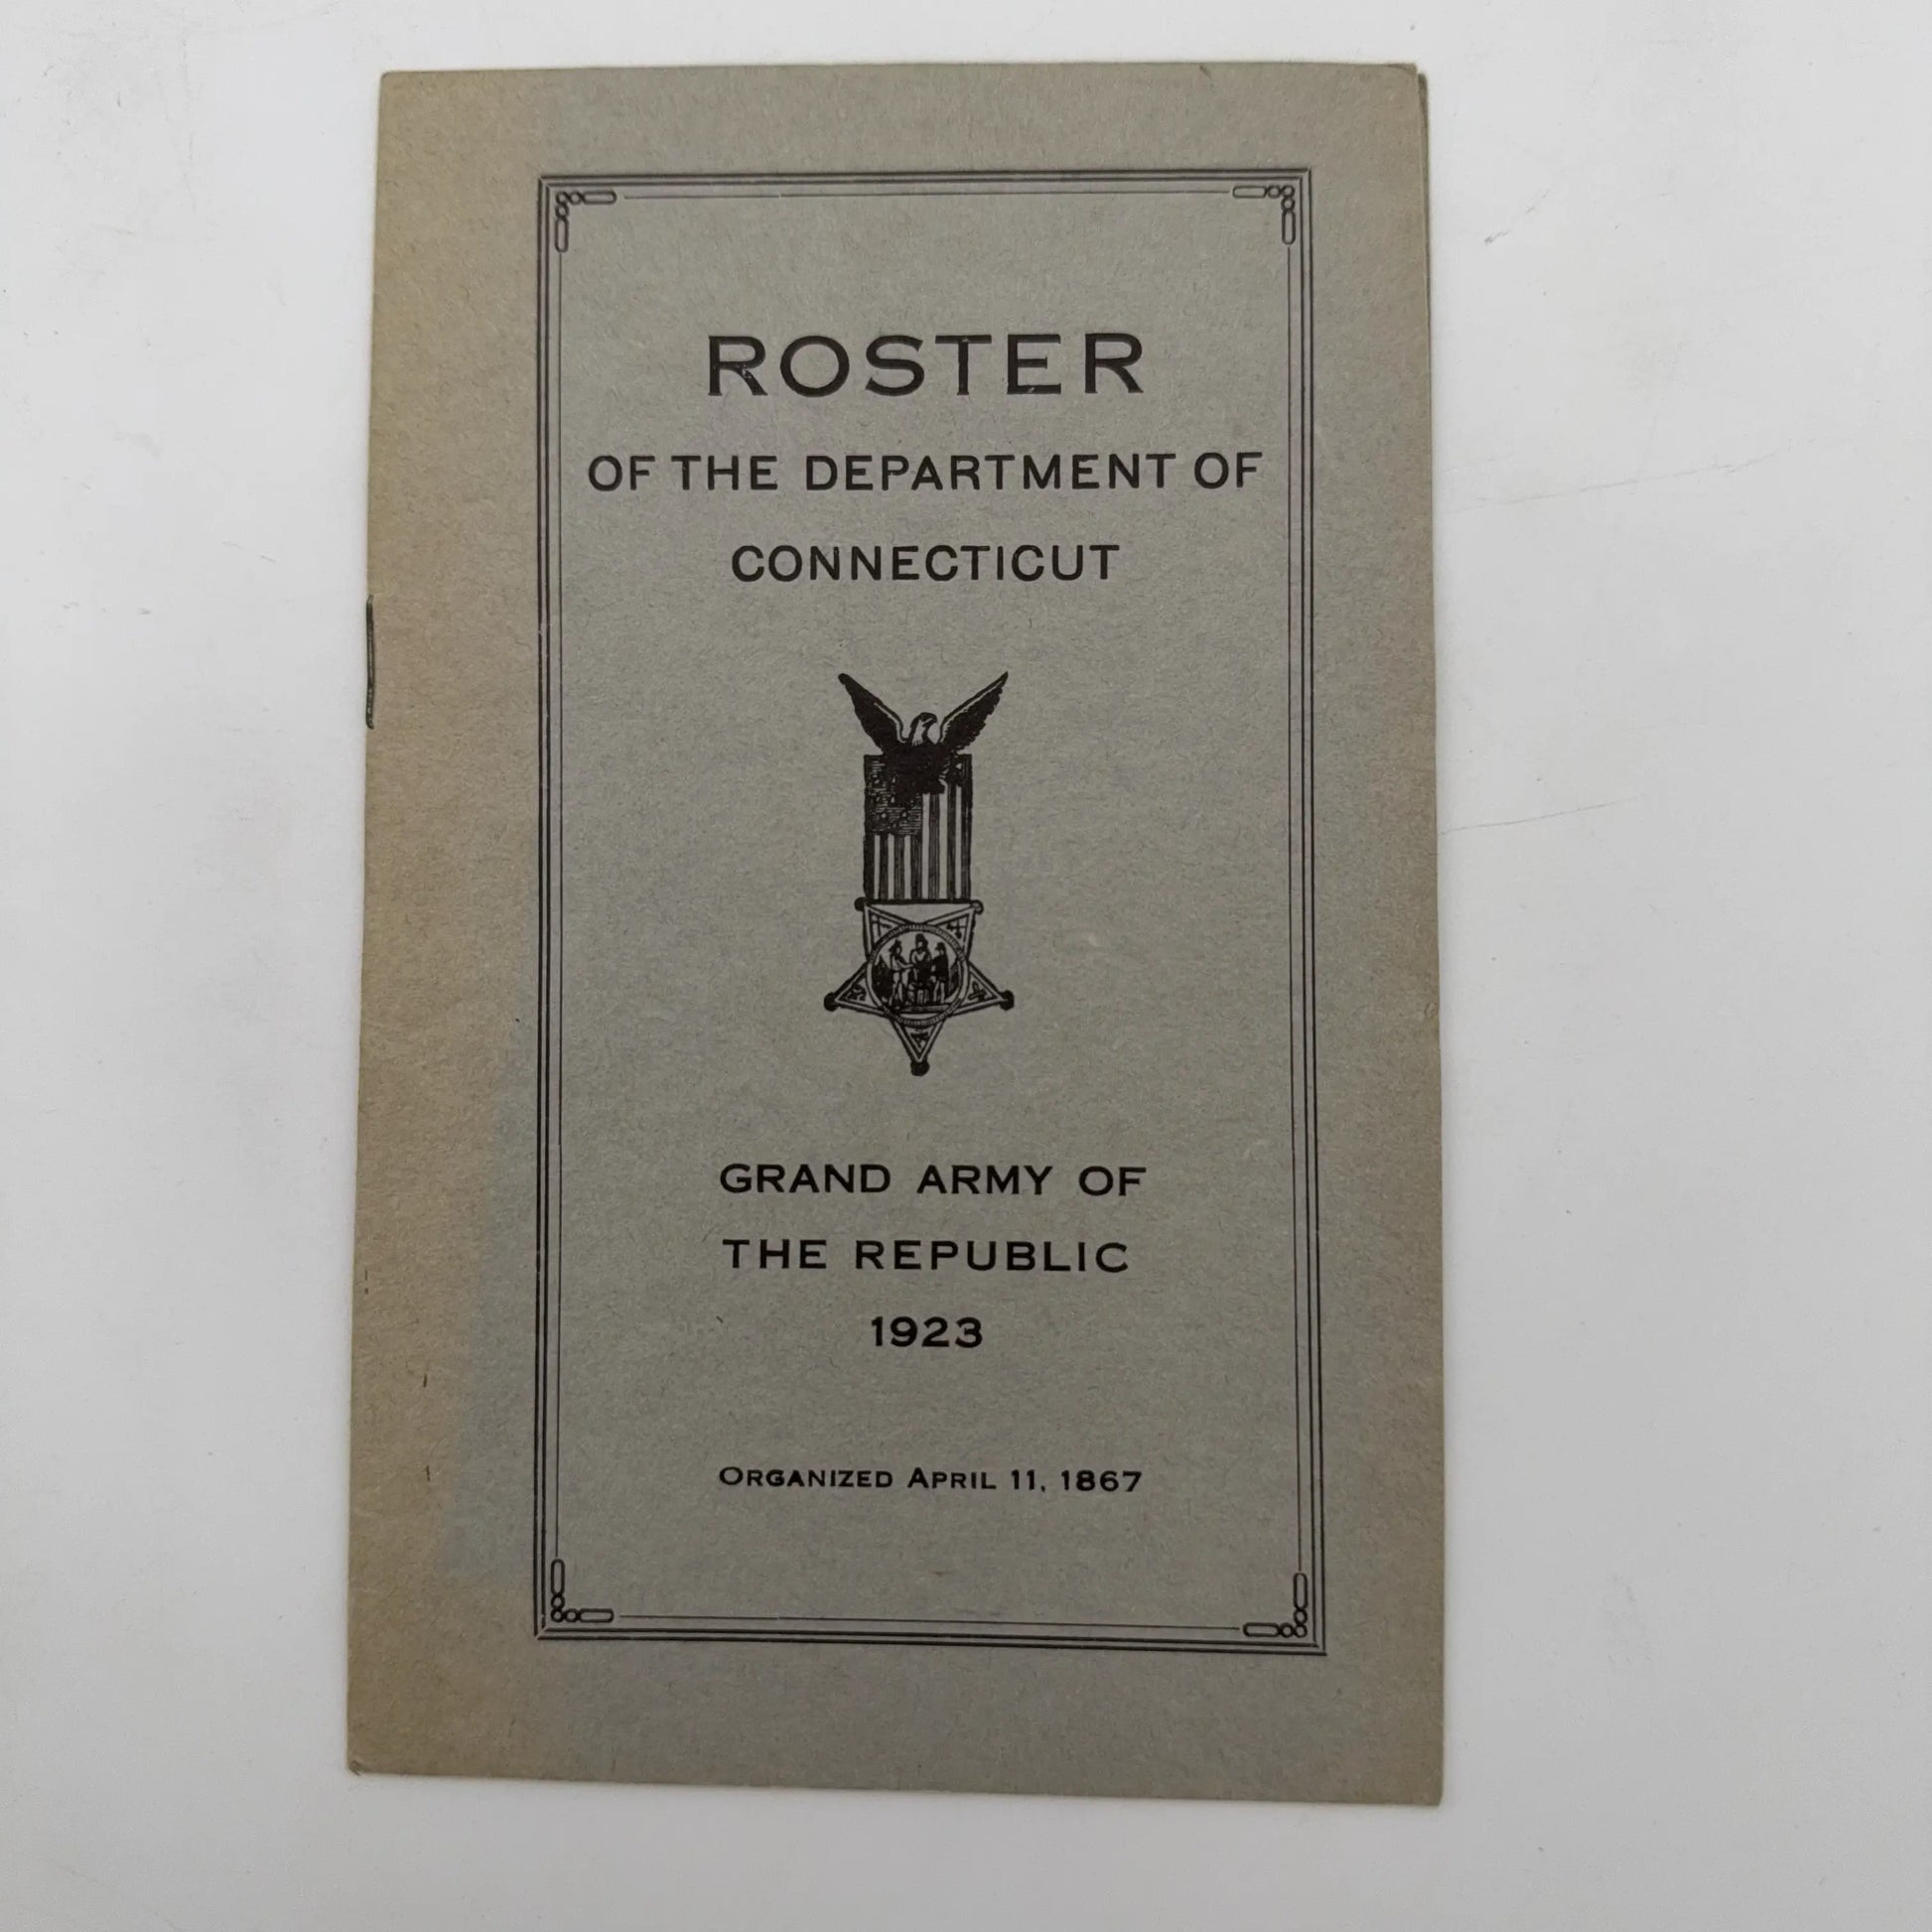 ROSTER
OF THE DEPARTMENT OF
CONNECTICUT
GRAND ARMY OF
THE REPUBLIC
1923
ORGANIZED APRIL 11, 1867